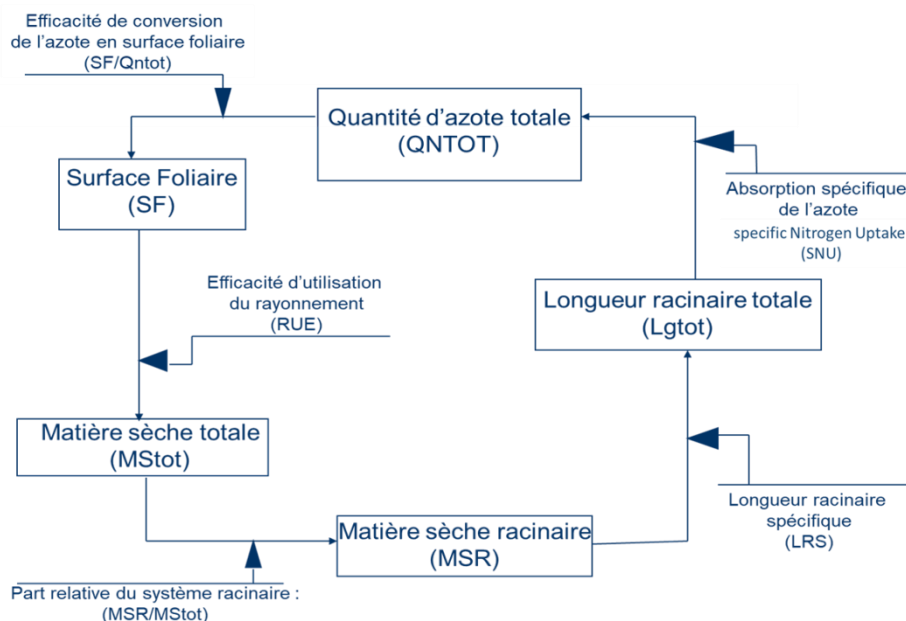 Efficacité de conversion
de l'azote en surface foliaire
(SF/Qntot)
Quantité d'azote totale
(QNTOT)
Surface Foliaire
(SF)
Absorption spécifique
de l'azote
specific Nitrogen Uptake
(SNU)
Efficacité d'utilisation
du rayonnement
(RUE)
Longueur racinaire totale
(Lgtot)
Matière sèche totale
(MStot)
Longueur racinaire
spécifique
(LRS)
Matière sèche racinaire
(MSR)
Part relative du système racinaire :
(MSR/MStot)